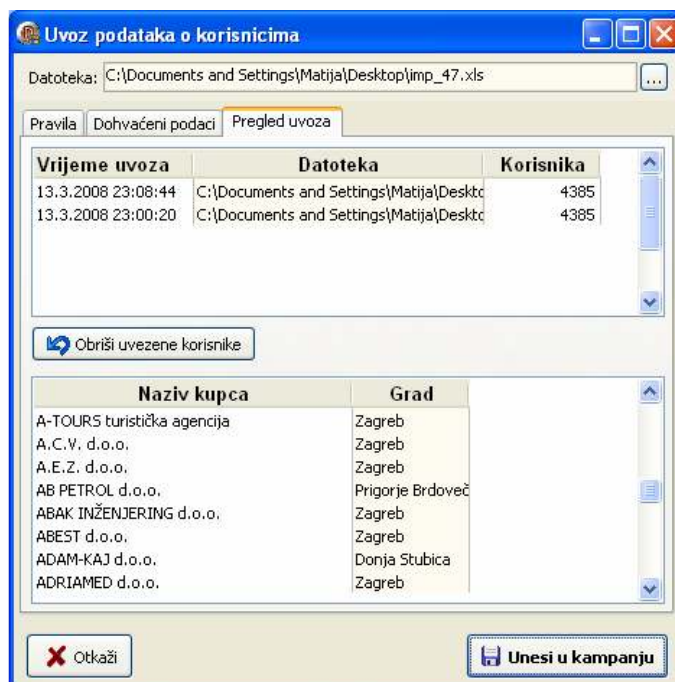 Uvoz podataka o korisnicima
Datoteka: C:\Documents and Settings\Matija\Desktop\imp_47.xls ...
Pravila Dohvaćeni podaci Pregled uvoza
Vrijeme uvoza Datoteka Korisnika
13.3.2008 23:08:44 C:\Documents and Settings\Matija\Deskto 4385
13.3.2008 23:00:20 C:\Documents and Settings\Matija\Deskto 4385
Obriši uvezene korisnike
Naziv kupca Grad
A-TOURS turistička agencija Zagreb
A.C.V. d.o.o. Zagreb
A.E.Z. d.o.o. Zagreb
AB PETROL d.o.o. Prigorje Brdoveč
ABAK INŽENJERING d.o.o. Zagreb
ABEST d.o.o. Zagreb
ADAM-KAJ d.o.o. Donja Stubica
ADRIAMED d.o.o. Zagreb
Otkaži Unesi u kampanju